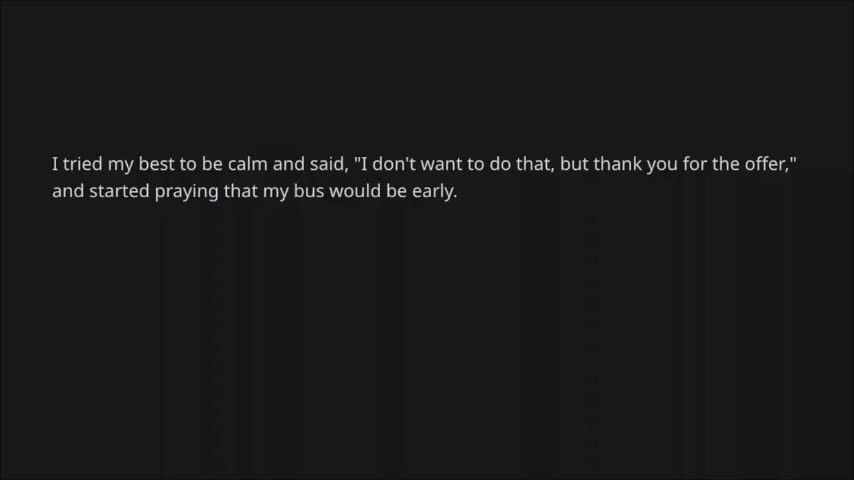 I tried my best to be calm and said, "I don't want to do that, but thank you for the offer,"
and started praying that my bus would be early.